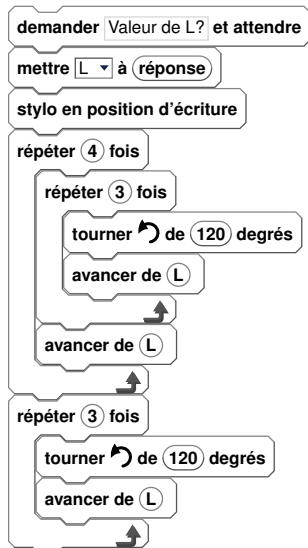 demander Valeur de L? et attendre
mettre L à réponse
stylo en position d'écriture
répéter 4 fois
répéter 3 fois
tourner de 120 degrés
avancer de L
avancer de L
répéter 3 fois
tourner de 120 degrés
avancer de L